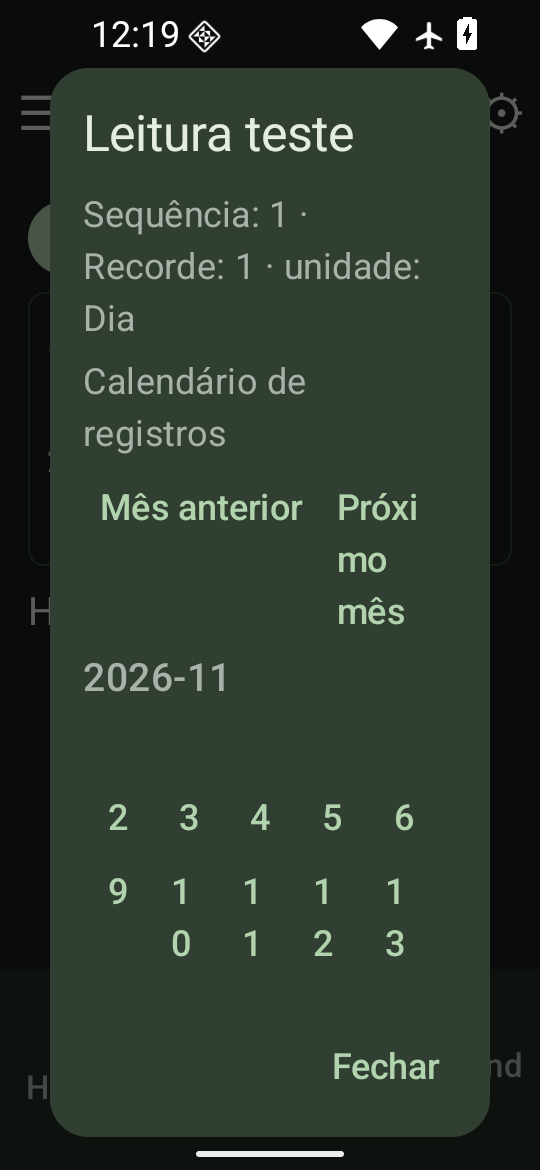 12:19
Leitura teste
Sequência: 1 ·
Recorde: 1 · unidade:
Dia
Calendário de
registros
Mês anterior
Próxi
mo
mês
2026-11
2 3 4 5 6
9 1 1 1 1
0 1 2 3
Fechar
nd
H
H